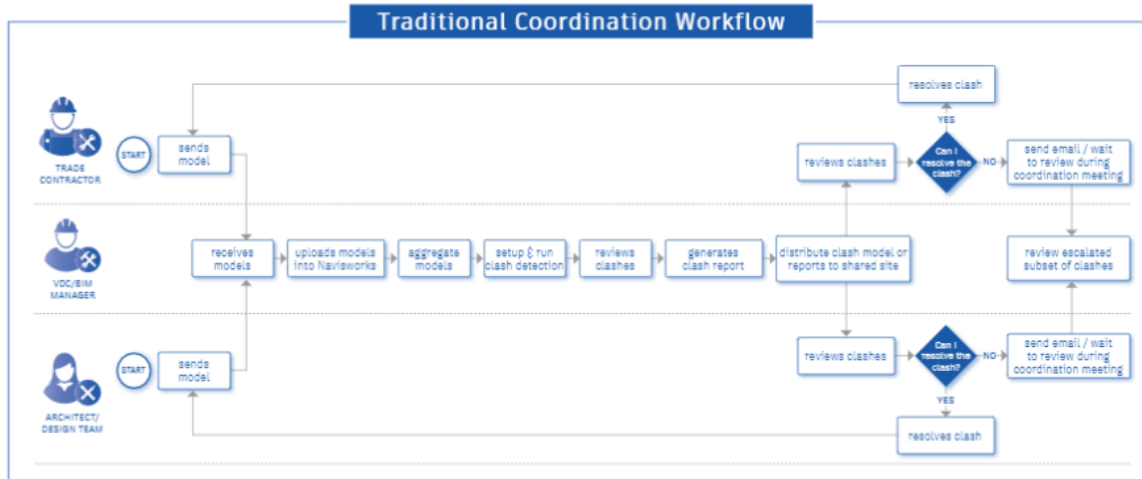 Traditional Coordination Workflow
TRADE
CONTRACTOR
START
sends
model
resolves clash
YES
reviews clashes
Can I
resolve the
clash?
NO
send email / wait
to review during
coordination meeting
VDC/BIM
MANAGER
receives
models
uploads models
into Navisworks
aggregate
models
setup & run
clash detection
reviews
clashes
generates
clash report
distribute clash model or
reports to shared site
review escalated
subset of clashes
ARCHITECT/
DESIGN TEAM
START
sends
model
reviews clashes
Can I
resolve the
clash?
NO
send email / wait
to review during
coordination meeting
YES
resolves clash